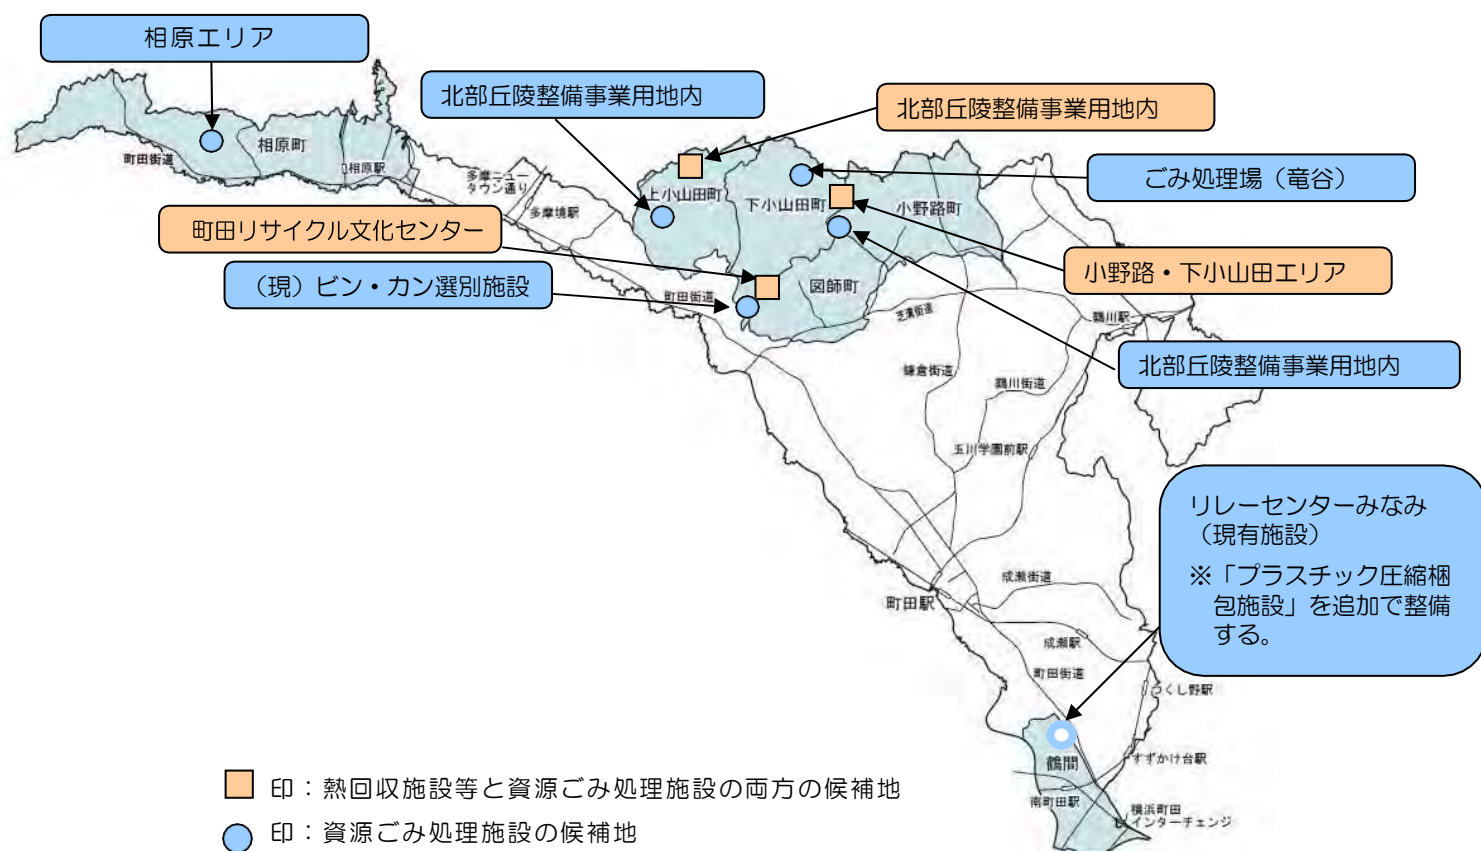 相原エリア
北部丘陵整備事業用地内
北部丘陵整備事業用地内
ごみ処理場（竜谷）
町田街道
相原町
相原駅
多摩ニュー
タウン通り
多摩境駅
上小山田町
下小山田町
小野路町
町田リサイクル文化センター
（現）ビン・カン選別施設
小野路・下小山田エリア
町田街道
図師町
芝溝街道
鶴川駅
北部丘陵整備事業用地内
鎌倉街道
鶴川街道
玉川学園前駅
リレーセンターみなみ
（現有施設）
※「プラスチック圧縮梱
包施設」を追加で整備
する。
成瀬街道
町田駅
成瀬駅
町田街道
つくし野駅
鶴間
すずかけ台駅
南町田駅
横浜町田
インターチェンジ
印：熱回収施設等と資源ごみ処理施設の両方の候補地
印：資源ごみ処理施設の候補地